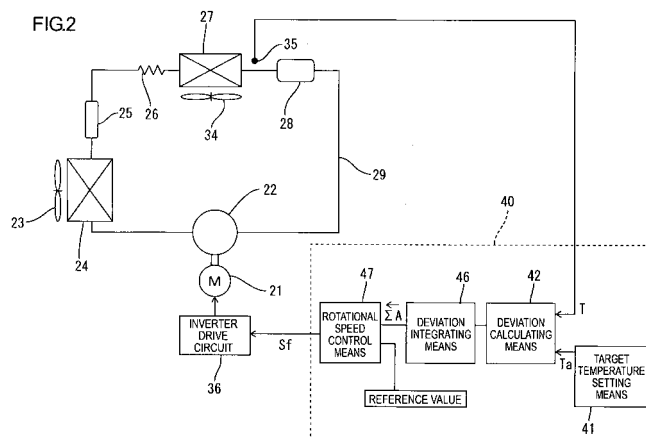 FIG.2
27
35
25
26
34
28
29
22
23
24
40
M
21
47
46
42
ROTATIONAL
SPEED
CONTROL
MEANS
ΣA
DEVIATION
INTEGRATING
MEANS
DEVIATION
CALCULATING
MEANS
T
Ta
TARGET
TEMPERATURE
SETTING
MEANS
41
INVERTER
DRIVE
CIRCUIT
36
Sf
REFERENCE VALUE